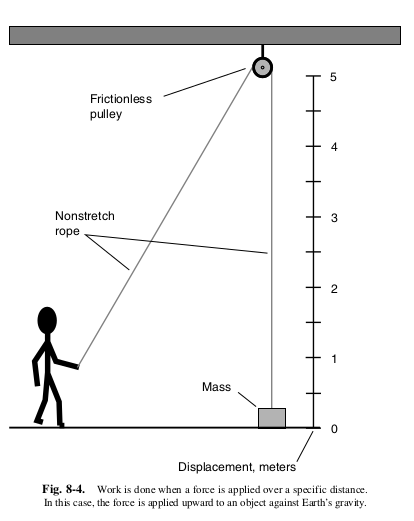 Frictionless
pulley
5
4
Nonstretch
rope
3
2
1
Mass
0
Displacement, meters
Fig. 8-4. Work is done when a force is applied over a specific distance.
In this case, the force is applied upward to an object against Earth's gravity.